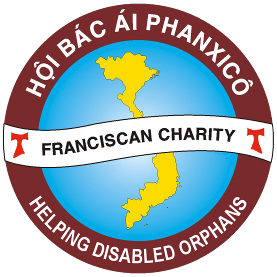 HỘI BÁC ÁI PHANXICÔ
FRANCISCAN CHARITY
HELPING DISABLED ORPHANS